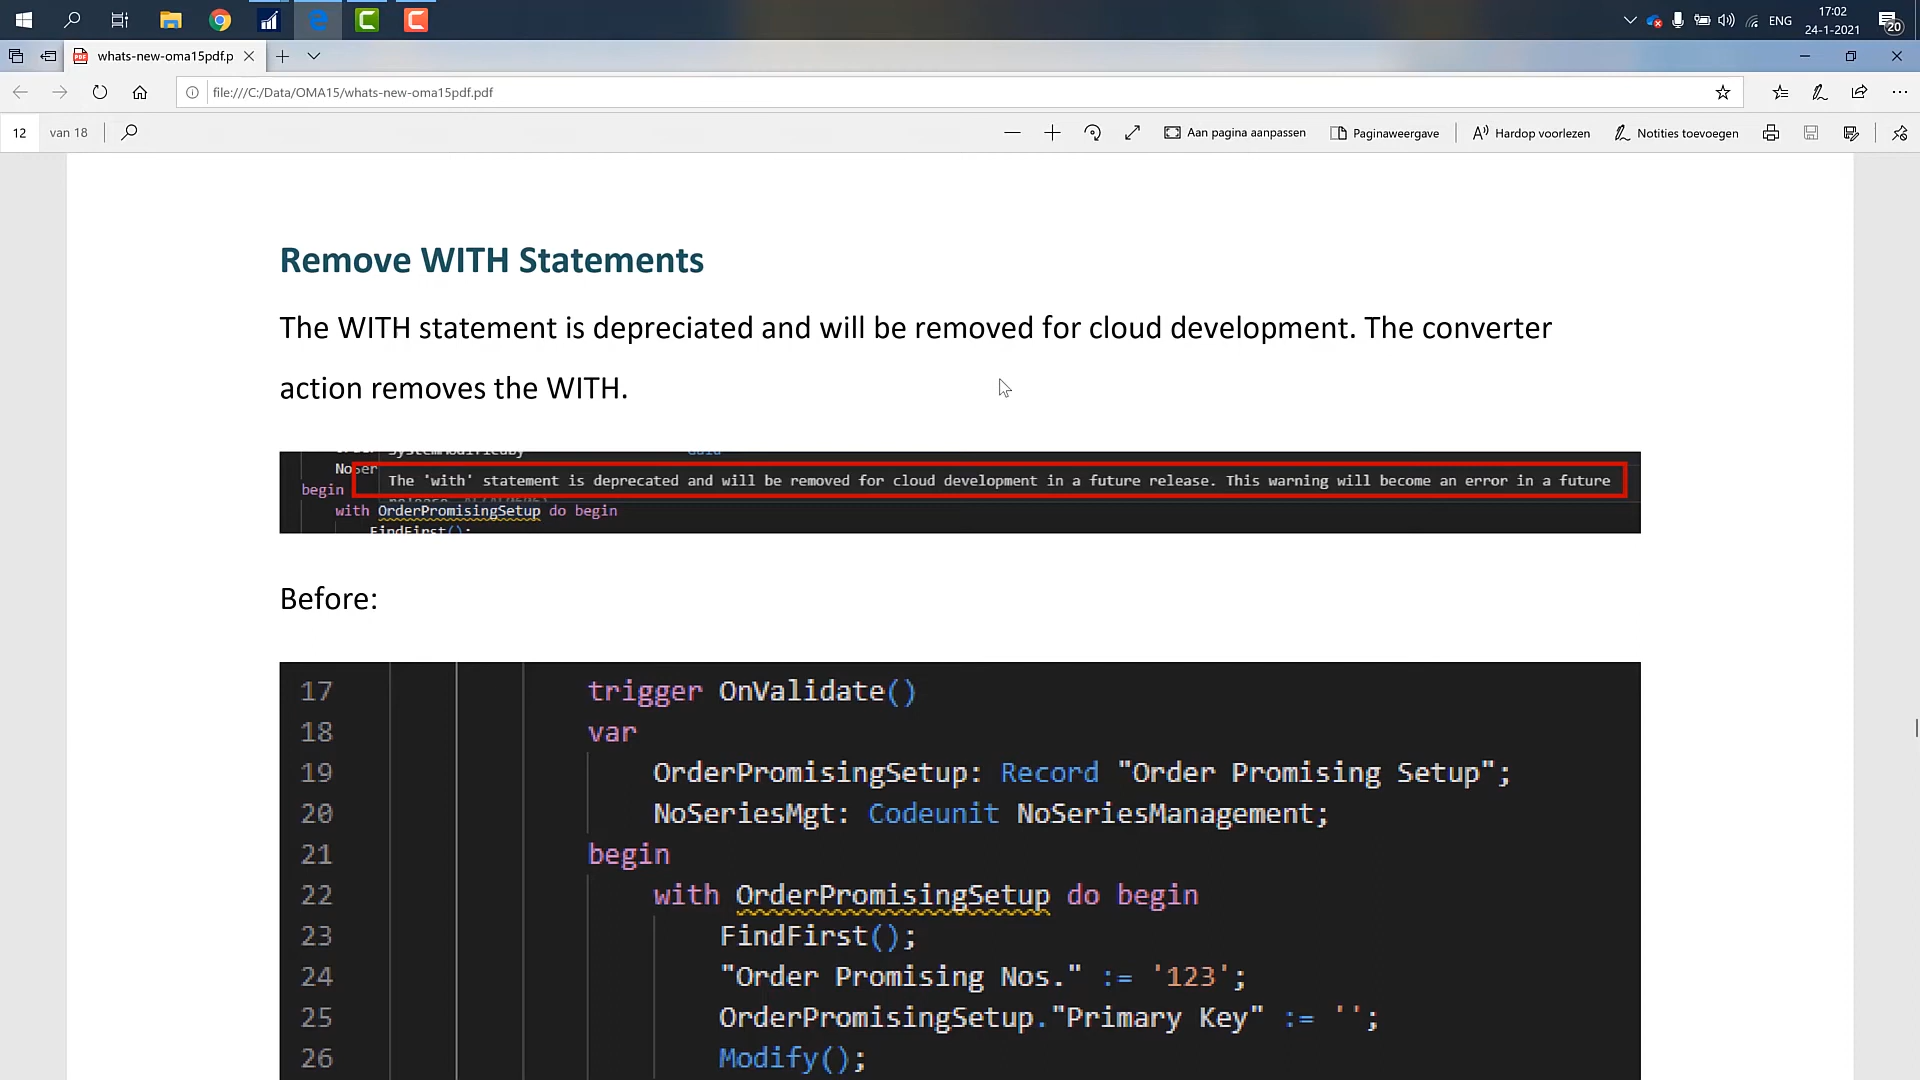 ENG
17:02
24-1-2021
20
whats-new-oma15pdf.p
file:///C:/Data/OMA15/whats-new-oma15pdf.pdf
12 van 18
Aan pagina aanpassen
Paginaweergave
Hardop voorlezen
Notities toevoegen
Remove WITH Statements
The WITH statement is depreciated and will be removed for cloud development. The converter
action removes the WITH.
NoSer
The 'with' statement is deprecated and will be removed for cloud development in a future release. This warning will become an error in a future
begin
with OrderPromisingSetup do begin
FindFirst();
Before:
17 trigger OnValidate()
18 var
19 OrderPromisingSetup: Record "Order Promising Setup";
20 NoSeriesMgt: Codeunit NoSeriesManagement;
21 begin
22 with OrderPromisingSetup do begin
23 FindFirst();
24 "Order Promising Nos." := '123';
25 OrderPromisingSetup."Primary Key" := '';
26 Modify();